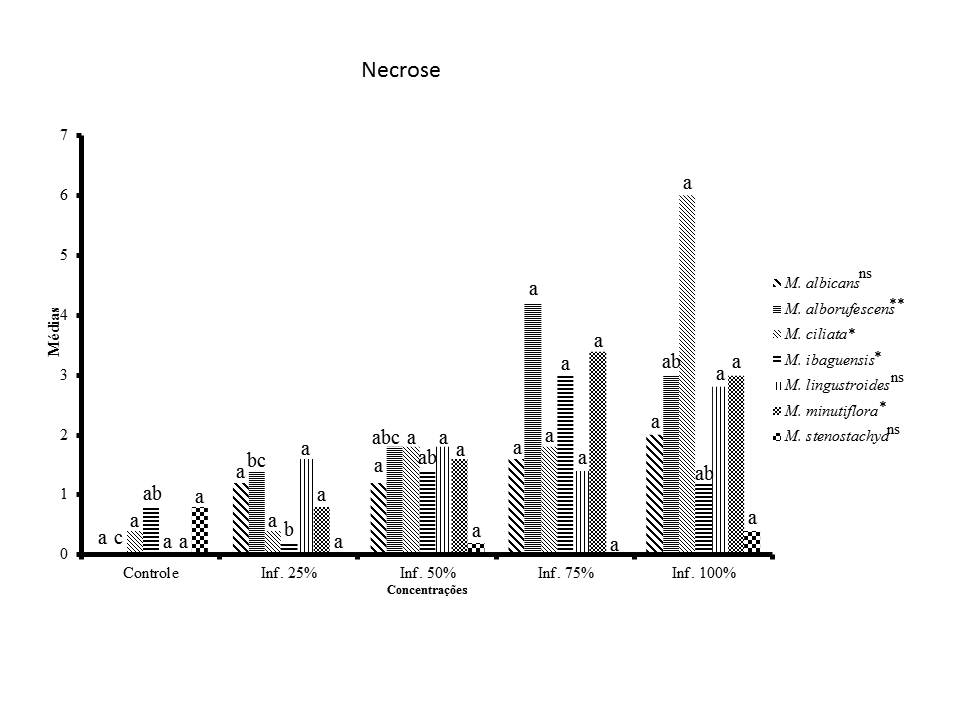 Necrose
7
6
5
4
3
2
1
0
Médias
a c a ab a a a
a bc a b a a a
a abc a ab a a a
a a a a a a a
a ab a ab a a a
Controle Inf. 25% Inf. 50% Inf. 75% Inf. 100%
Concentrações
M. albicans ns
M. alborufescens **
M. ciliata *
M. ibaguensis *
M. lingustroides ns
M. minutiflora *
M. stenostachya ns